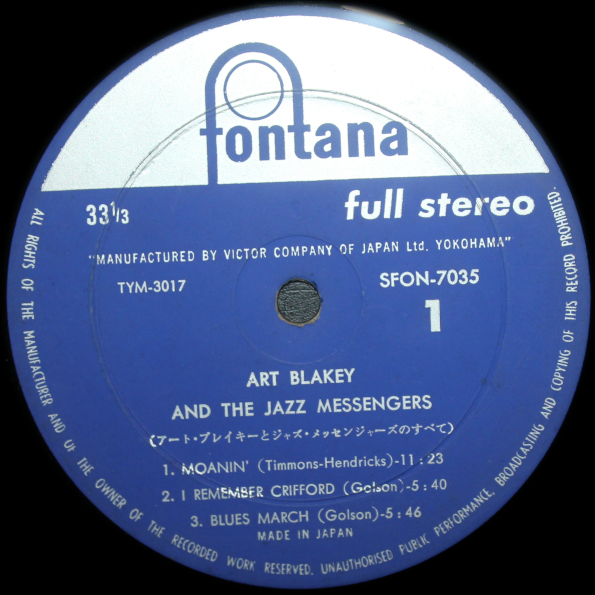 fontana
33 1/3
full stereo
"MANUFACTURED BY VICTOR COMPANY OF JAPAN Ltd. YOKOHAMA"
TYM-3017
SFON-7035
1
ART BLAKEY
AND THE JAZZ MESSENGERS
(アート・ブレイキーとジャズ・メッセンジャーズのすべて)
1. MOANIN' (Timmons-Hendricks)-11:23
2. I REMEMBER CRIFFORD (Golson)-5:40
3. BLUES MARCH (Golson)-5:46
MADE IN JAPAN
ALL RIGHTS OF THE MANUFACTURER AND OF THE OWNER OF THE RECORDED WORK RESERVED. UNAUTHORISED PUBLIC PERFORMANCE, BROADCASTING AND COPYING OF THIS RECORD PROHIBITED.